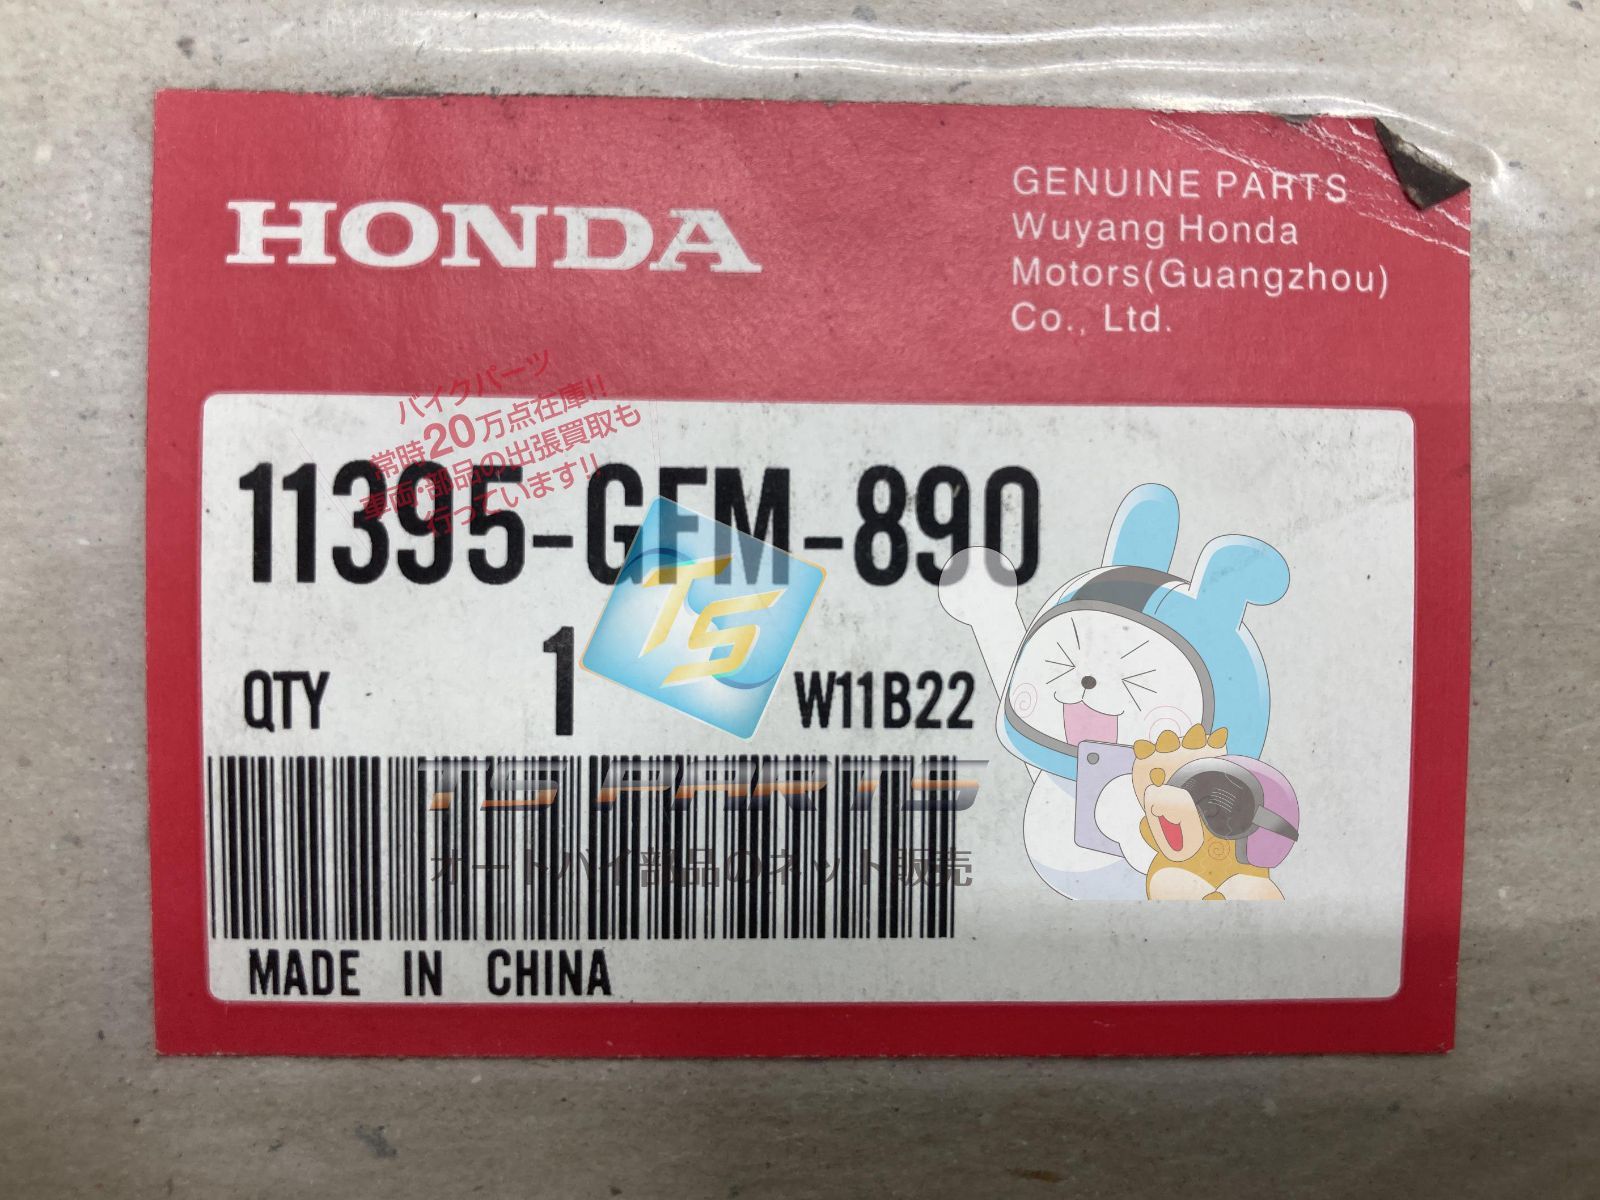 HONDA
GENUINE PARTS
Wuyang Honda
Motors(Guangzhou)
Co., Ltd.
バイクパーツ
常時20万点在庫!!
車両・部品の出張買取も
行っています!!
11395-GFM-890
TS
QTY 1 W11B22
TS PARTS
オートバイ部品のネット販売
MADE IN CHINA